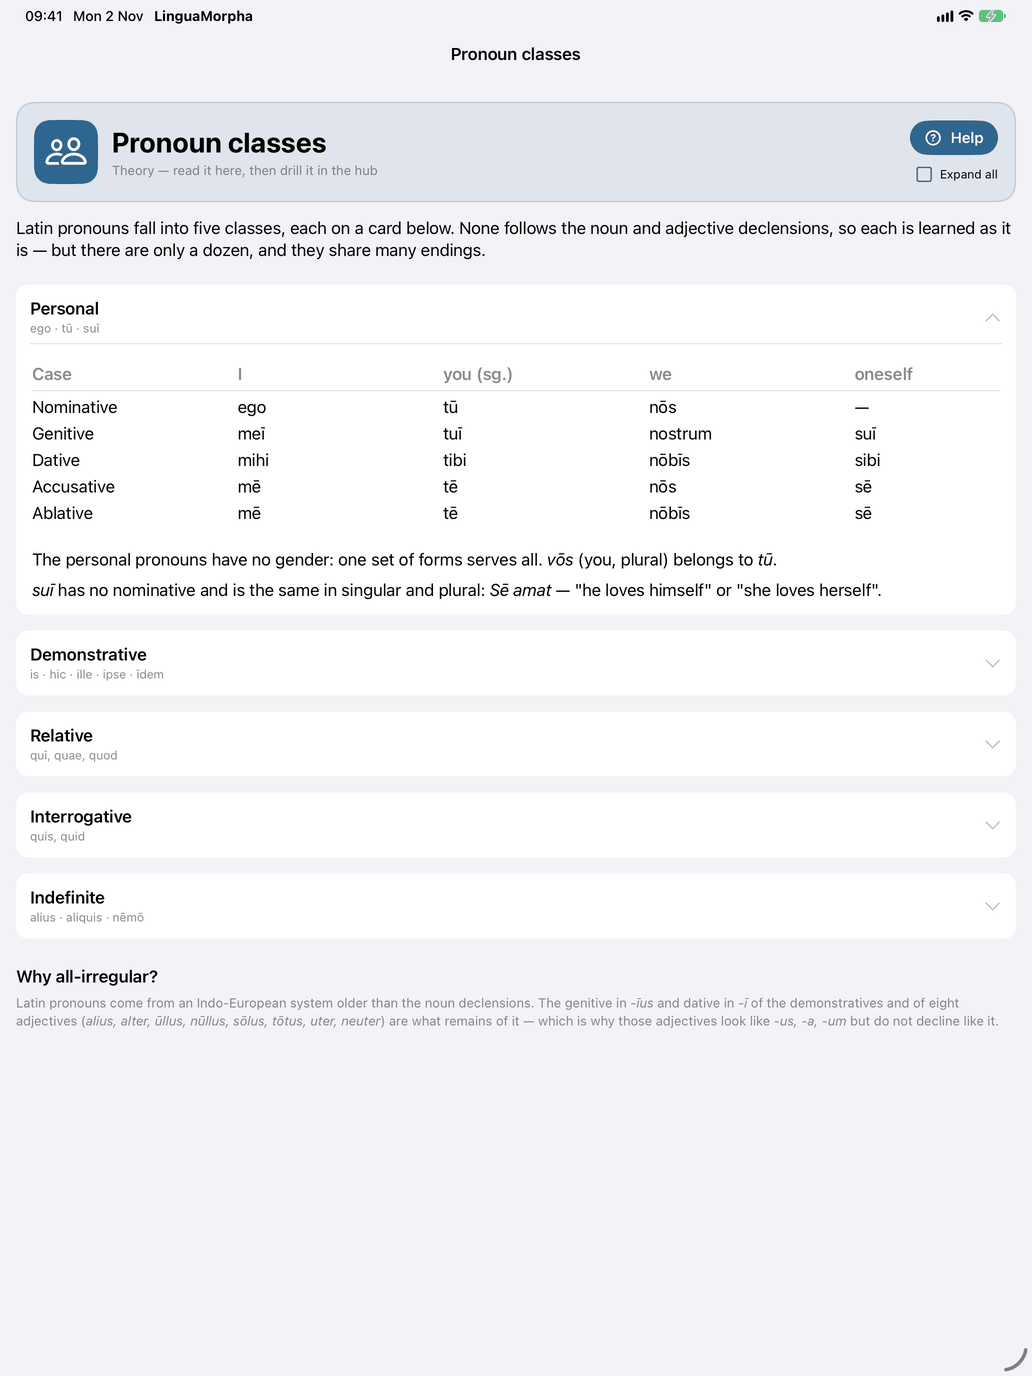 09:41 Mon 2 Nov LinguaMorpha
Pronoun classes
Pronoun classes
Theory — read it here, then drill it in the hub
Help
Expand all
Latin pronouns fall into five classes, each on a card below. None follows the noun and adjective declensions, so each is learned as it
is — but there are only a dozen, and they share many endings.
Personal
ego · tū · suī
Case I you (sg.) we oneself
Nominative ego tū nōs —
Genitive meī tuī nostrum suī
Dative mihi tibi nōbīs sibi
Accusative mē tē nōs sē
Ablative mē tē nōbīs sē
The personal pronouns have no gender: one set of forms serves all. vōs (you, plural) belongs to tū.
suī has no nominative and is the same in singular and plural: Sē amat — "he loves himself" or "she loves herself".
Demonstrative
is · hic · ille · ipse · īdem
Relative
quī, quae, quod
Interrogative
quis, quid
Indefinite
alius · aliquis · nēmō
Why all-irregular?
Latin pronouns come from an Indo-European system older than the noun declensions. The genitive in -īus and dative in -ī of the demonstratives and of eight
adjectives (alius, alter, ūllus, nūllus, sōlus, tōtus, uter, neuter) are what remains of it — which is why those adjectives look like -us, -a, -um but do not decline like it.